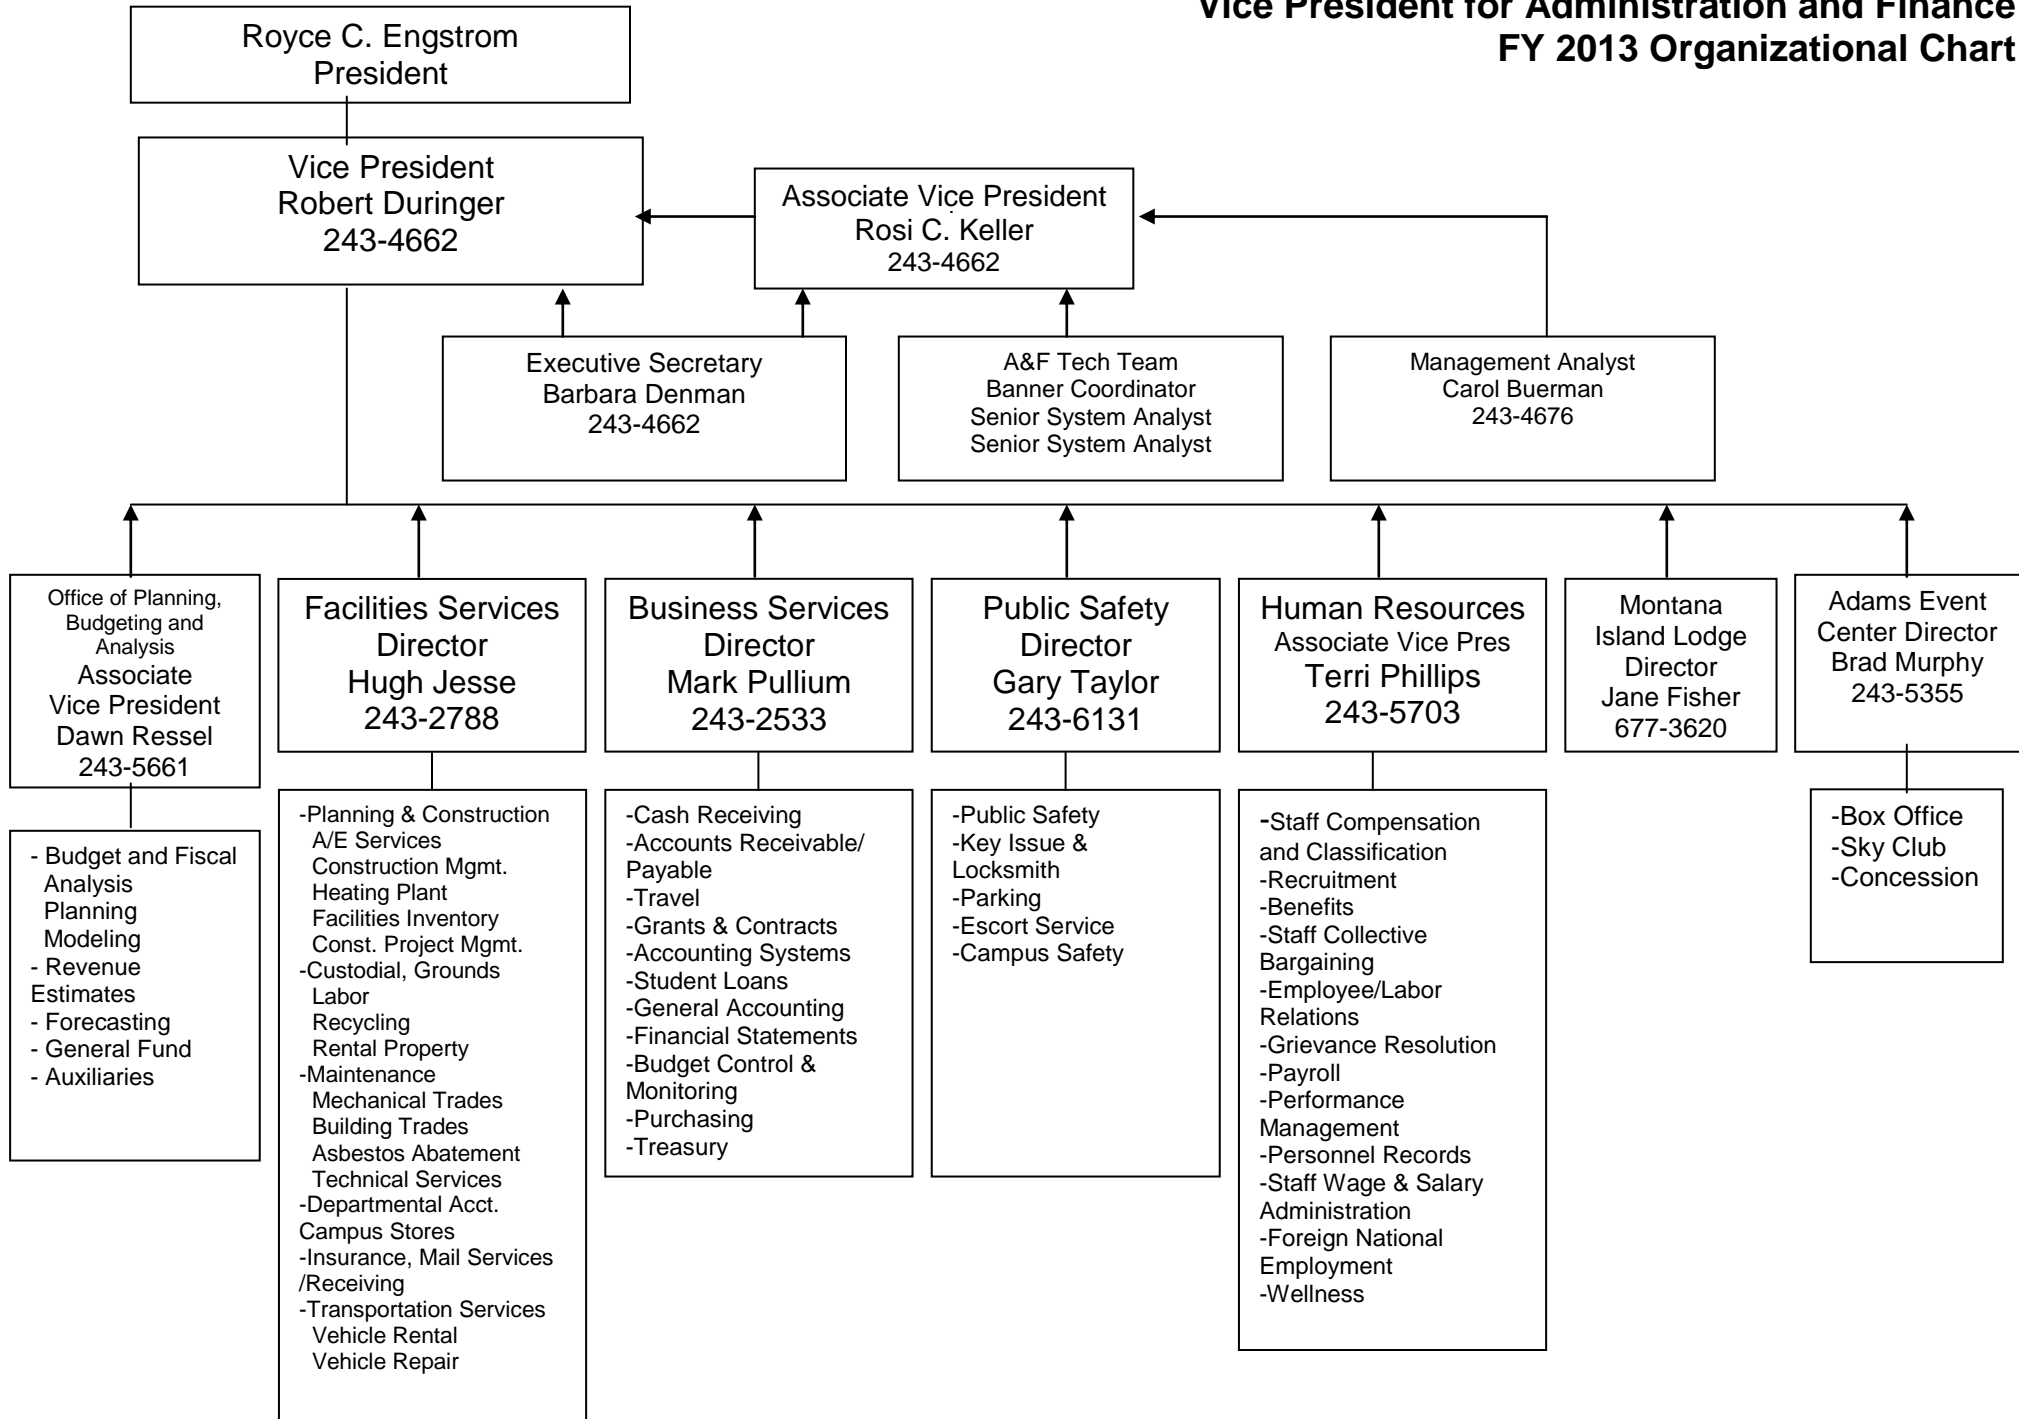 Vice President for Administration and Finance
FY 2013 Organizational Chart
Royce C. Engstrom
President
Vice President
Robert Duringer
243-4662
Associate Vice President
Rosi C. Keller
243-4662
Executive Secretary
Barbara Denman
243-4662
A&F Tech Team
Banner Coordinator
Senior System Analyst
Senior System Analyst
Management Analyst
Carol Buerman
243-4676
Office of Planning,
Budgeting and
Analysis
Associate
Vice President
Dawn Ressel
243-5661
Facilities Services
Director
Hugh Jesse
243-2788
Business Services
Director
Mark Pullium
243-2533
Public Safety
Director
Gary Taylor
243-6131
Human Resources
Associate Vice Pres
Terri Phillips
243-5703
Montana
Island Lodge
Director
Jane Fisher
677-3620
Adams Event
Center Director
Brad Murphy
243-5355
- Budget and Fiscal
Analysis
Planning
Modeling
- Revenue
Estimates
- Forecasting
- General Fund
- Auxiliaries
-Planning & Construction
A/E Services
Construction Mgmt.
Heating Plant
Facilities Inventory
Const. Project Mgmt.
-Custodial, Grounds
Labor
Recycling
Rental Property
-Maintenance
Mechanical Trades
Building Trades
Asbestos Abatement
Technical Services
-Departmental Acct.
Campus Stores
-Insurance, Mail Services
/Receiving
-Transportation Services
Vehicle Rental
Vehicle Repair
-Cash Receiving
-Accounts Receivable/
Payable
-Travel
-Grants & Contracts
-Accounting Systems
-Student Loans
-General Accounting
-Financial Statements
-Budget Control &
Monitoring
-Purchasing
-Treasury
-Public Safety
-Key Issue &
Locksmith
-Parking
-Escort Service
-Campus Safety
-Staff Compensation
and Classification
-Recruitment
-Benefits
-Staff Collective
Bargaining
-Employee/Labor
Relations
-Grievance Resolution
-Payroll
-Performance
Management
-Personnel Records
-Staff Wage & Salary
Administration
-Foreign National
Employment
-Wellness
-Box Office
-Sky Club
-Concession